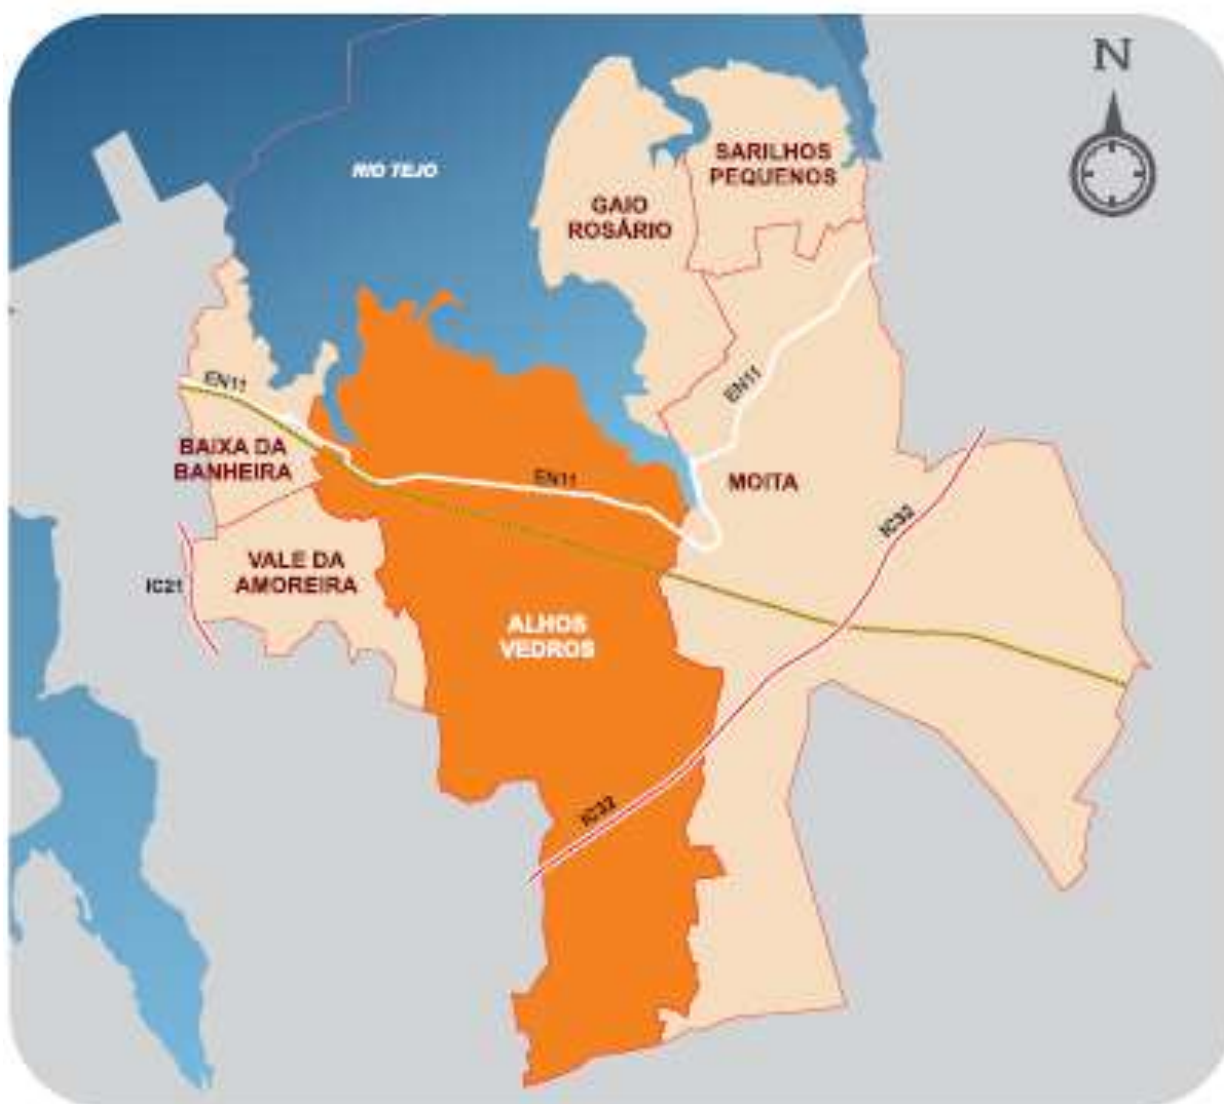 N
SARILHOS
PEQUENOS
RIO TEJO
GAIO
ROSÁRIO
EN11
EN11
BAIXA DA
BANHEIRA
EN11
MOITA
IC32
VALE DA
AMOREIRA
IC21
ALHOS
VEDROS
IC32